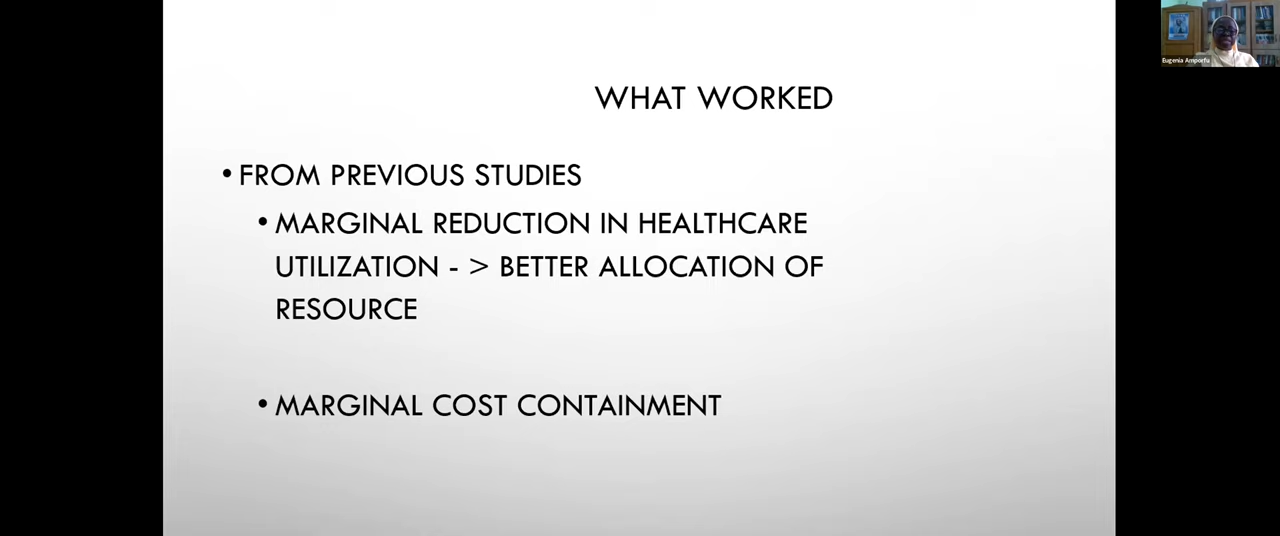 WHAT WORKED
• FROM PREVIOUS STUDIES
• MARGINAL REDUCTION IN HEALTHCARE
UTILIZATION - > BETTER ALLOCATION OF
RESOURCE
• MARGINAL COST CONTAINMENT
Eugenia Amporfu